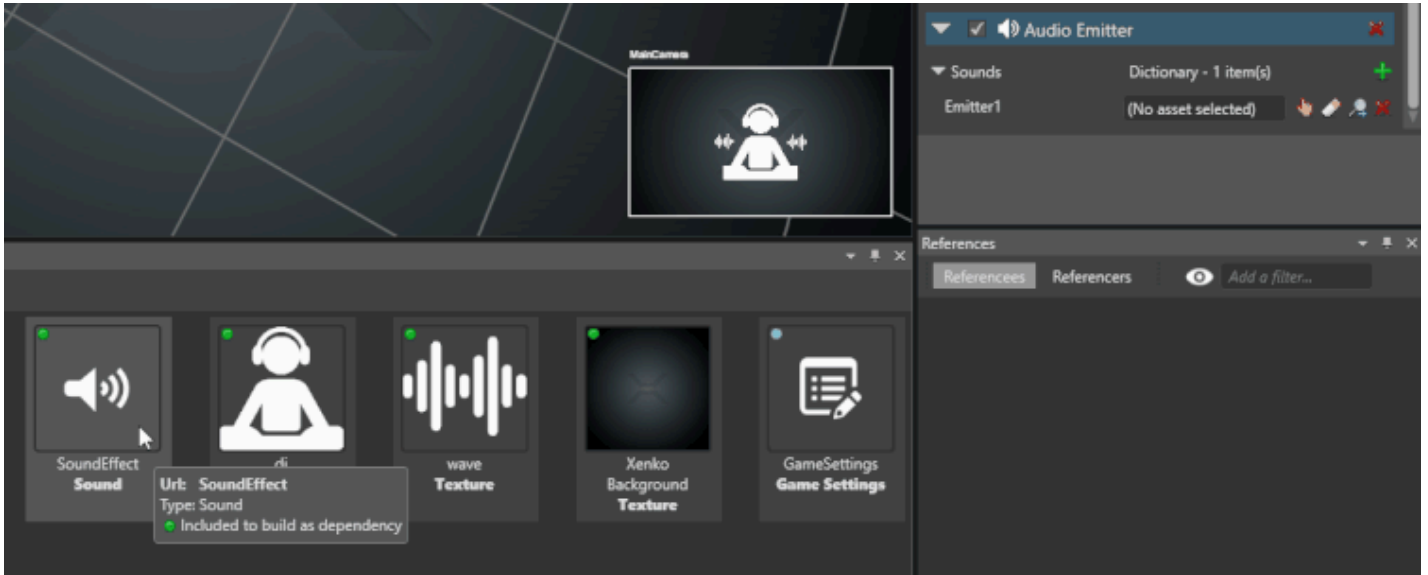 MainCamera
Audio Emitter
Sounds Dictionary - 1 item(s)
Emitter1 (No asset selected)
References
Referencees Referencers Add a filter...
SoundEffect
Sound
dj
wave
Texture
Xenko
Background
Texture
GameSettings
Game Settings
Url: SoundEffect
Type: Sound
Included to build as dependency